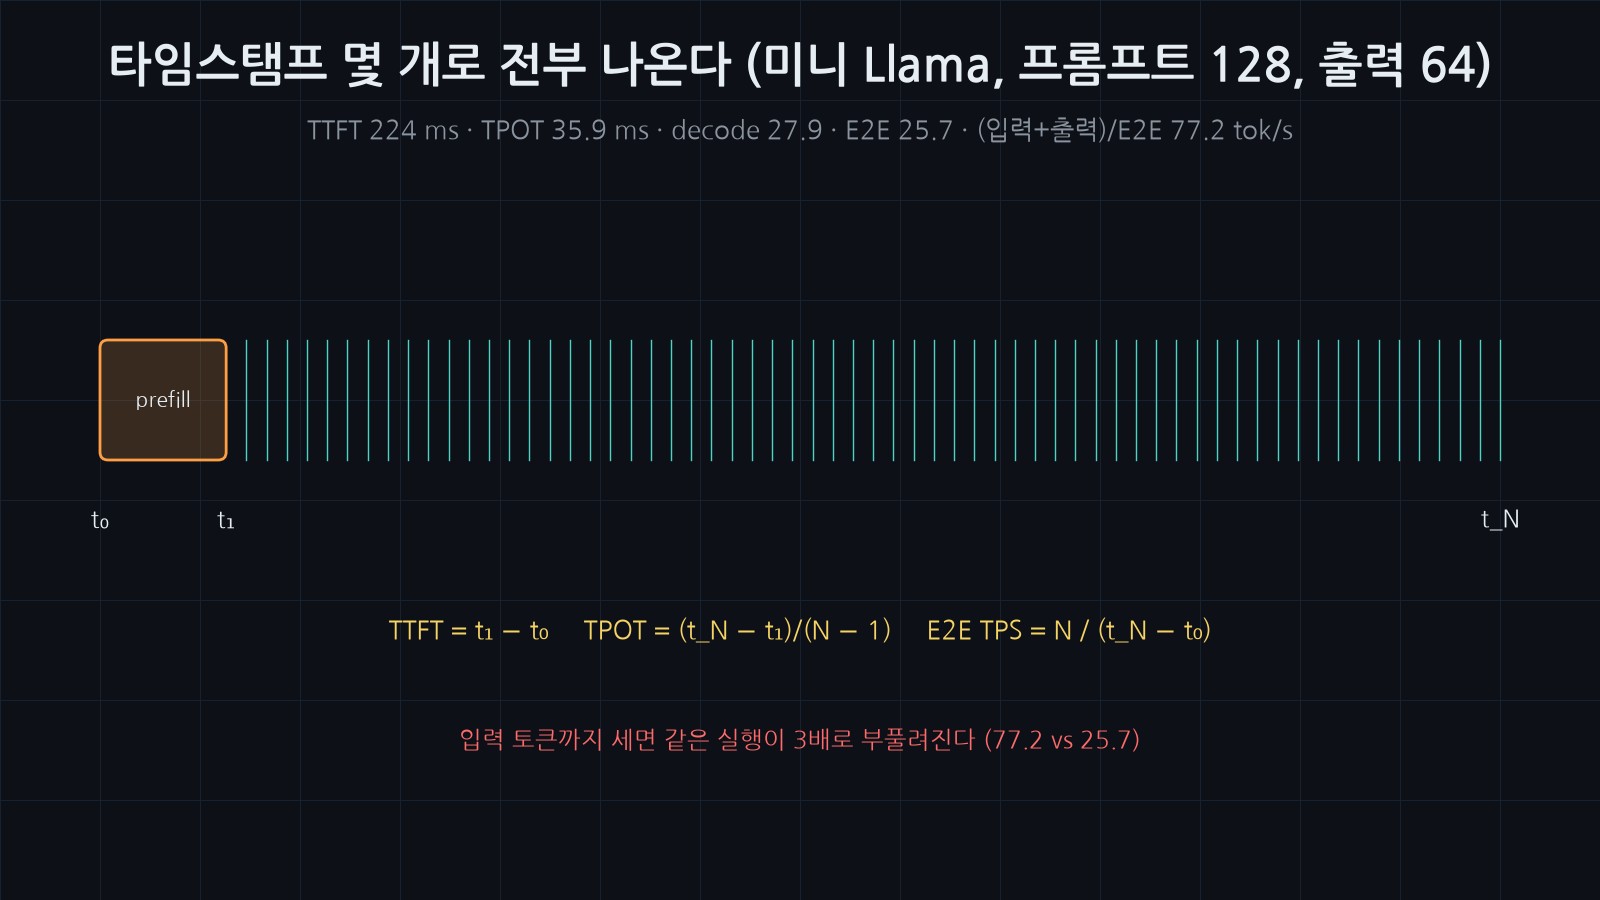 타임스탬프 몇 개로 전부 나온다 (미니 Llama, 프롬프트 128, 출력 64)
TTFT 224 ms · TPOT 35.9 ms · decode 27.9 · E2E 25.7 · (입력+출력)/E2E 77.2 tok/s
prefill
t₀ t₁ t_N
TTFT = t₁ − t₀ TPOT = (t_N − t₁)/(N − 1) E2E TPS = N / (t_N − t₀)
입력 토큰까지 세면 같은 실행이 3배로 부풀려진다 (77.2 vs 25.7)